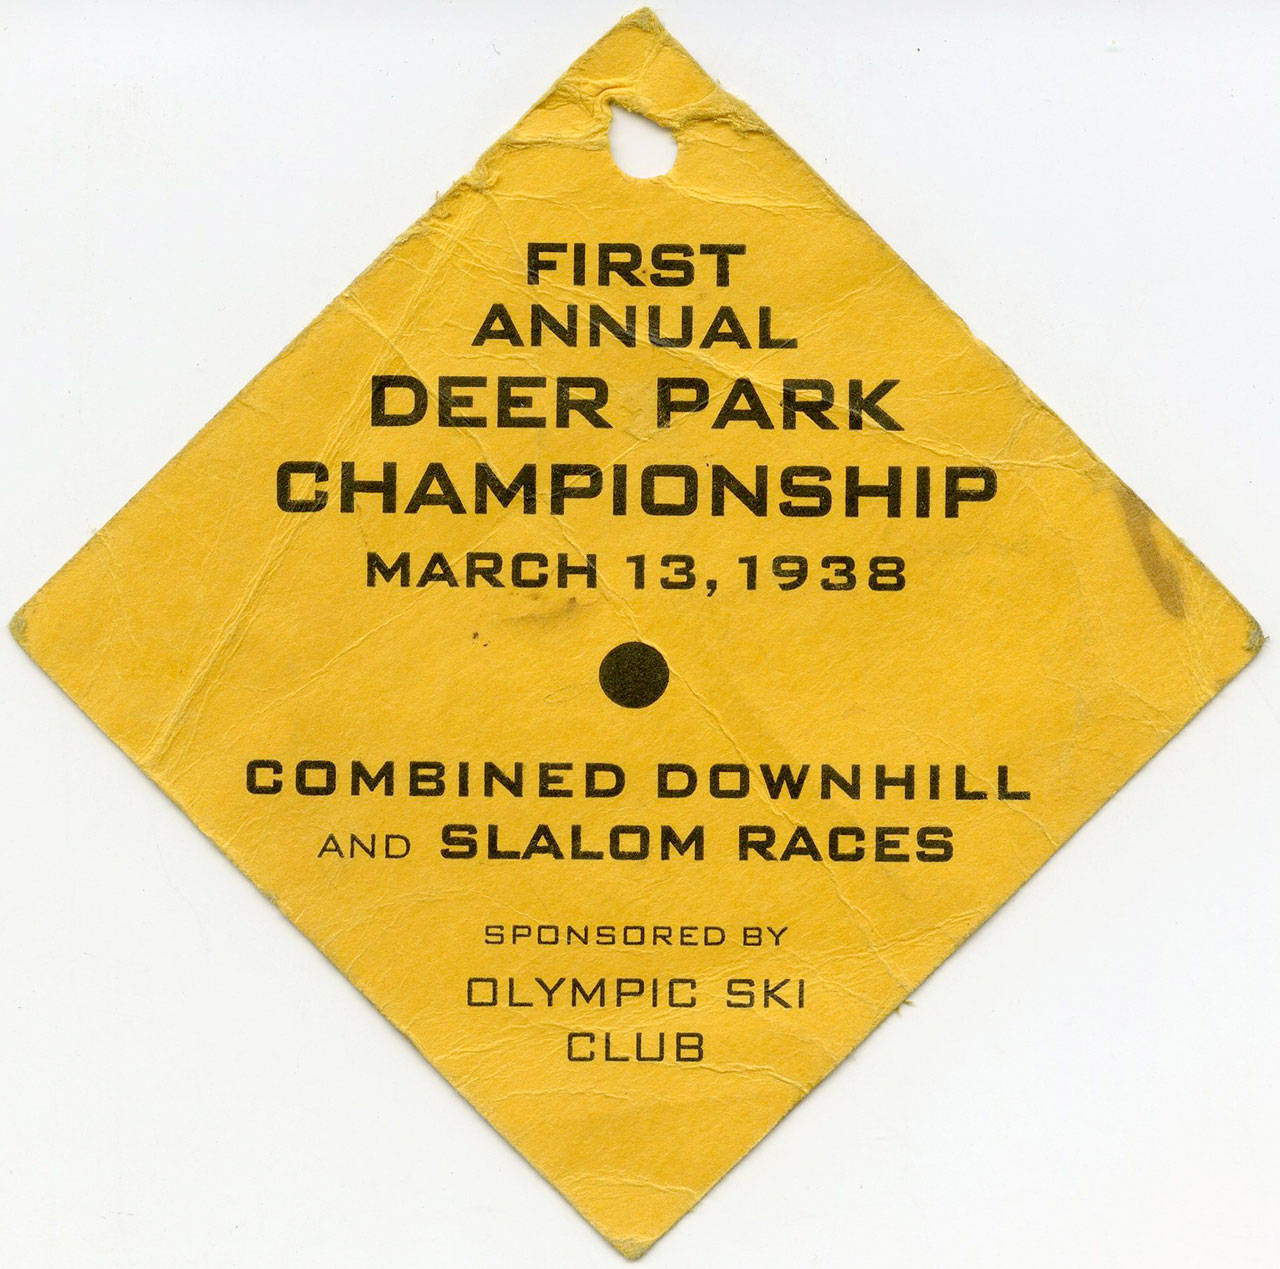 FIRST
ANNUAL
DEER PARK
CHAMPIONSHIP
MARCH 13, 1938
COMBINED DOWNHILL
AND SLALOM RACES
SPONSORED BY
OLYMPIC SKI
CLUB